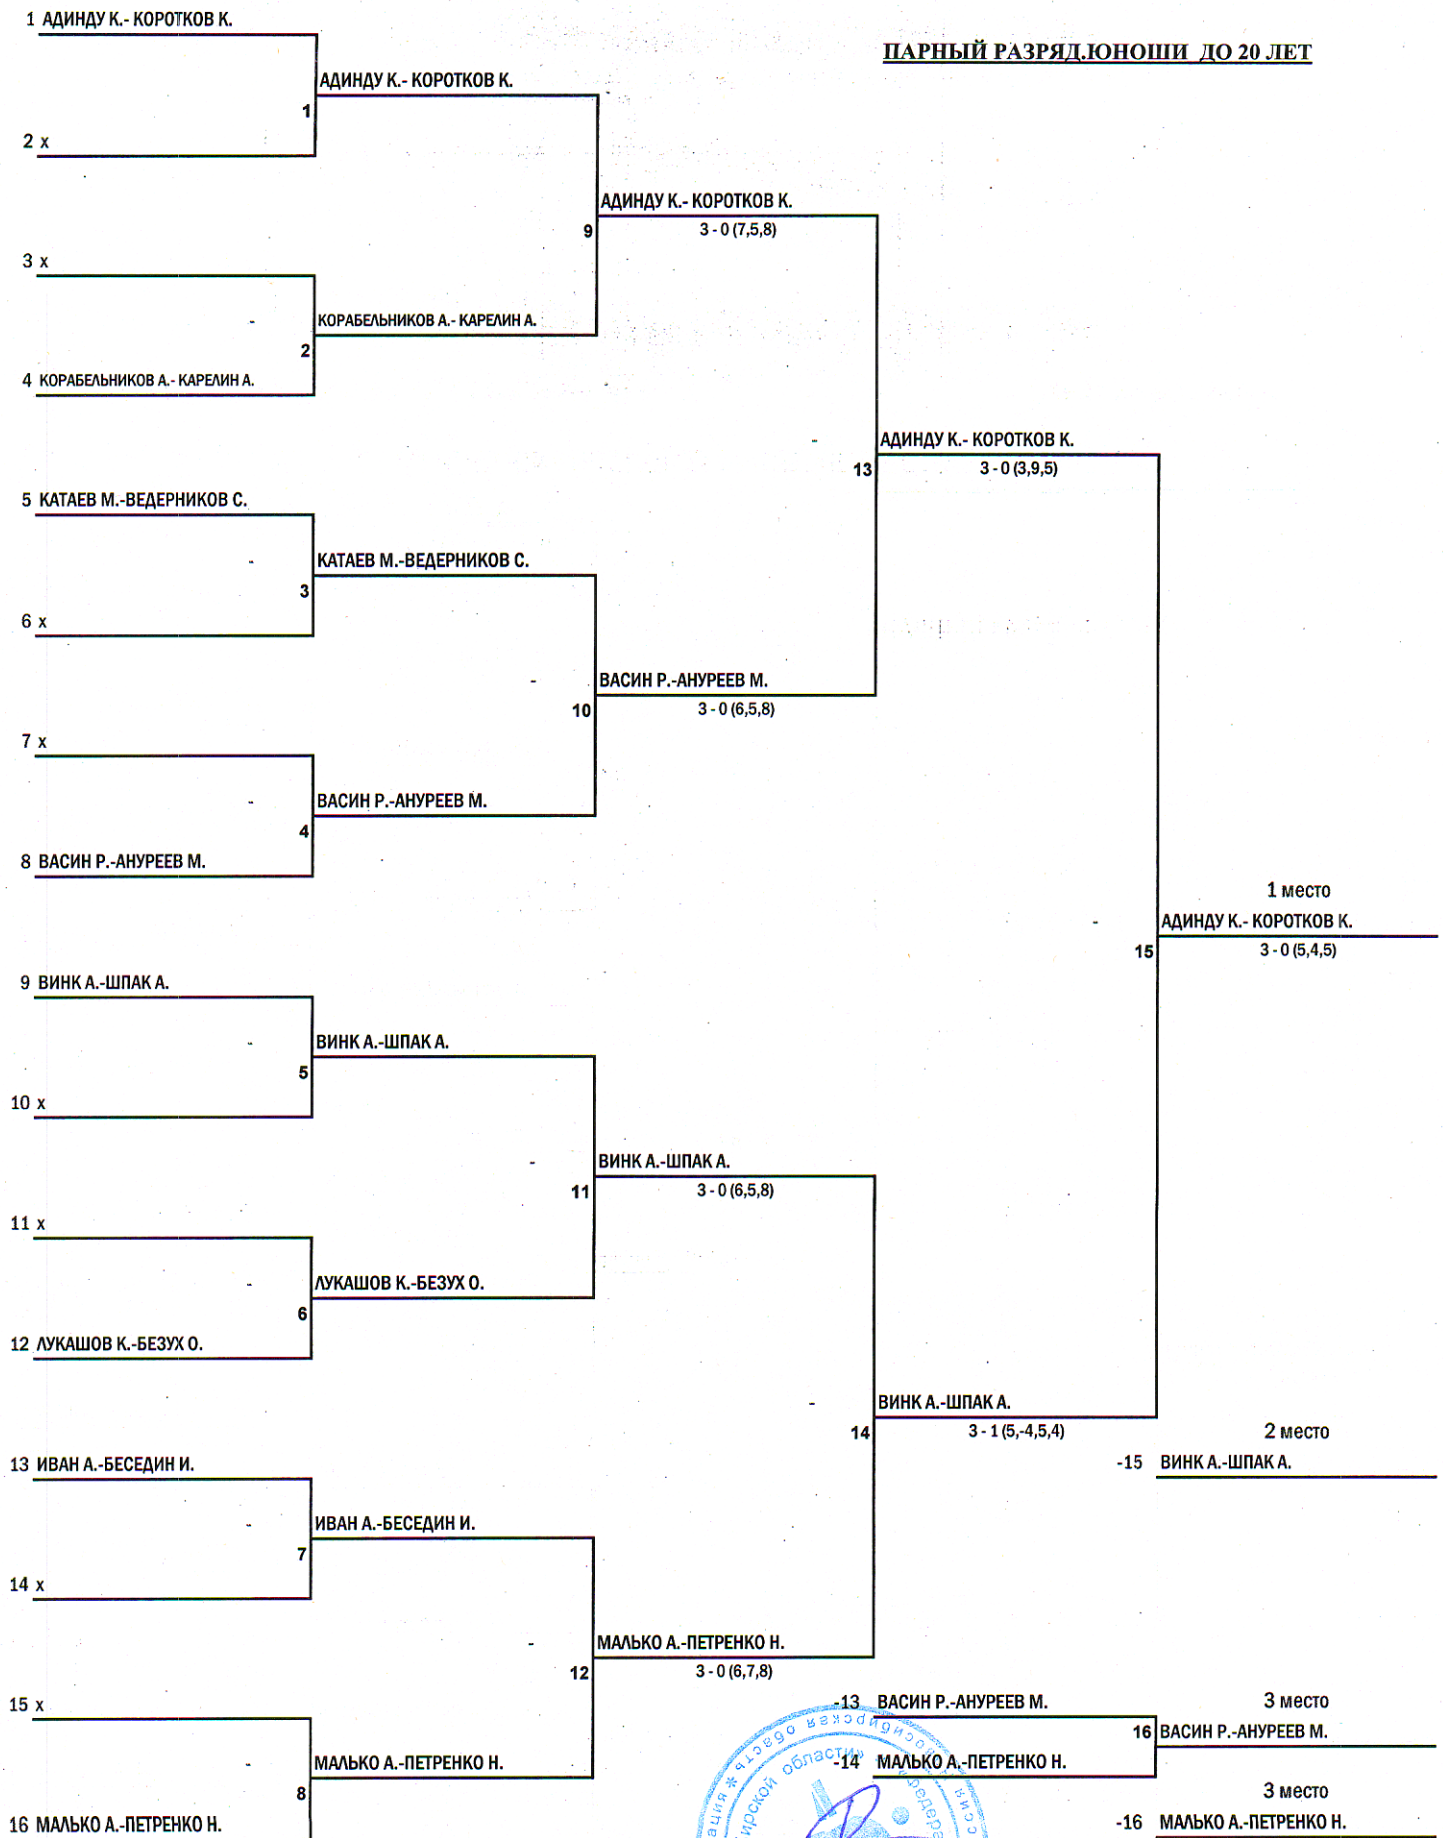 1 АДИНДУ К.- КОРОТКОВ К.
ПАРНЫЙ РАЗРЯД.ЮНОШИ ДО 20 ЛЕТ
АДИНДУ К.- КОРОТКОВ К.
1
2 х
АДИНДУ К.- КОРОТКОВ К.
9
3 - 0 (7,5,8)
3 х
-
КОРАБЕЛЬНИКОВ А.- КАРЕЛИН А.
2
4 КОРАБЕЛЬНИКОВ А.- КАРЕЛИН А.
-
АДИНДУ К.- КОРОТКОВ К.
13
3 - 0 (3,9,5)
5 КАТАЕВ М.-ВЕДЕРНИКОВ С.
-
КАТАЕВ М.-ВЕДЕРНИКОВ С.
3
6 х
-
ВАСИН Р.-АНУРЕЕВ М.
10
3 - 0 (6,5,8)
7 х
-
ВАСИН Р.-АНУРЕЕВ М.
4
8 ВАСИН Р.-АНУРЕЕВ М.
1 место
-
АДИНДУ К.- КОРОТКОВ К.
15
3 - 0 (5,4,5)
9 ВИНК А.-ШПАК А.
-
ВИНК А.-ШПАК А.
5
10 х
-
ВИНК А.-ШПАК А.
11
3 - 0 (6,5,8)
11 х
-
ЛУКАШОВ К.-БЕЗУХ О.
6
12 ЛУКАШОВ К.-БЕЗУХ О.
-
ВИНК А.-ШПАК А.
14
3 - 1 (5,-4,5,4)
2 место
-15 ВИНК А.-ШПАК А.
13 ИВАН А.-БЕСЕДИН И.
-
ИВАН А.-БЕСЕДИН И.
7
14 х
-
МАЛЬКО А.-ПЕТРЕНКО Н.
12
3 - 0 (6,7,8)
15 х
-13 ВАСИН Р.-АНУРЕЕВ М.
3 место
16 ВАСИН Р.-АНУРЕЕВ М.
-
МАЛЬКО А.-ПЕТРЕНКО Н.
8
-14 МАЛЬКО А.-ПЕТРЕНКО Н.
3 место
16 МАЛЬКО А.-ПЕТРЕНКО Н.
-16 МАЛЬКО А.-ПЕТРЕНКО Н.
новосибирская область *
области»